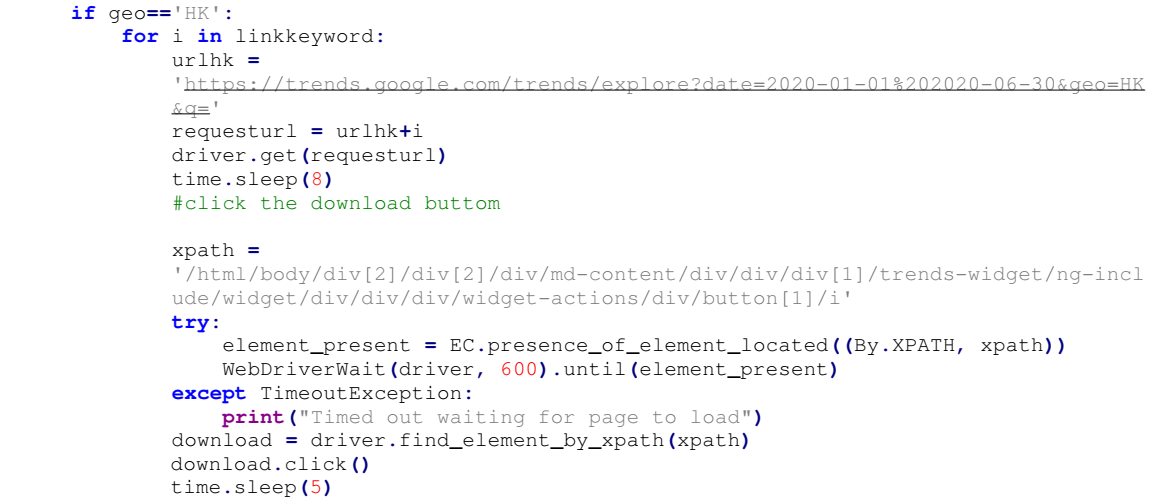 if geo=='HK':
    for i in linkkeyword:
        urlhk =
        'https://trends.google.com/trends/explore?date=2020-01-01%202020-06-30&geo=HK
        &q='
        requesturl = urlhk+i
        driver.get(requesturl)
        time.sleep(8)
        #click the download buttom

        xpath =
        '/html/body/div[2]/div[2]/div/md-content/div/div/div[1]/trends-widget/ng-incl
        ude/widget/div/div/div/widget-actions/div/button[1]/i'
        try:
            element_present = EC.presence_of_element_located((By.XPATH, xpath))
            WebDriverWait(driver, 600).until(element_present)
        except TimeoutException:
            print("Timed out waiting for page to load")
        download = driver.find_element_by_xpath(xpath)
        download.click()
        time.sleep(5)